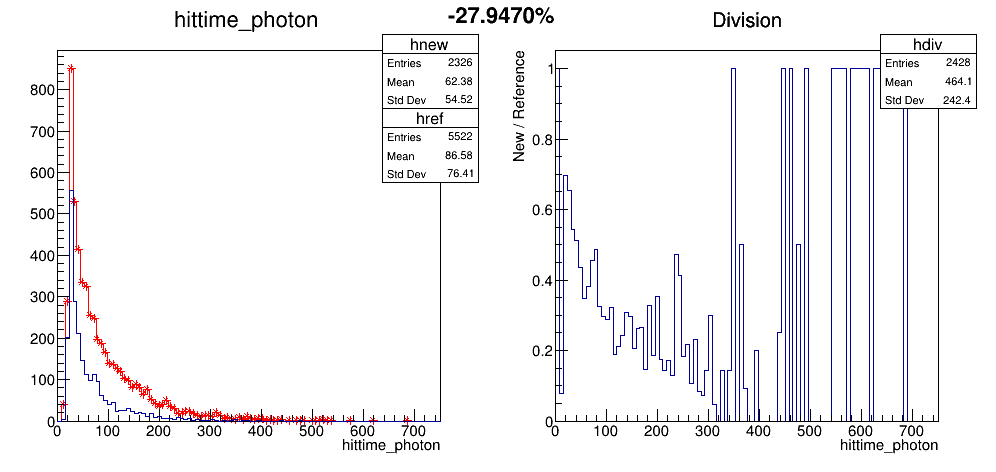 hittime_photon
-27.9470%
Division
hnew
Entries 2326
Mean 62.38
Std Dev 54.52
href
Entries 5522
Mean 86.58
Std Dev 76.41
800
700
600
500
400
300
200
100
0
0 100 200 300 400 500 600 700
hittime_photon
hdiv
Entries 2428
Mean 464.1
Std Dev 242.4
New / Reference
1
0.8
0.6
0.4
0.2
0
0 100 200 300 400 500 600 700
hittime_photon